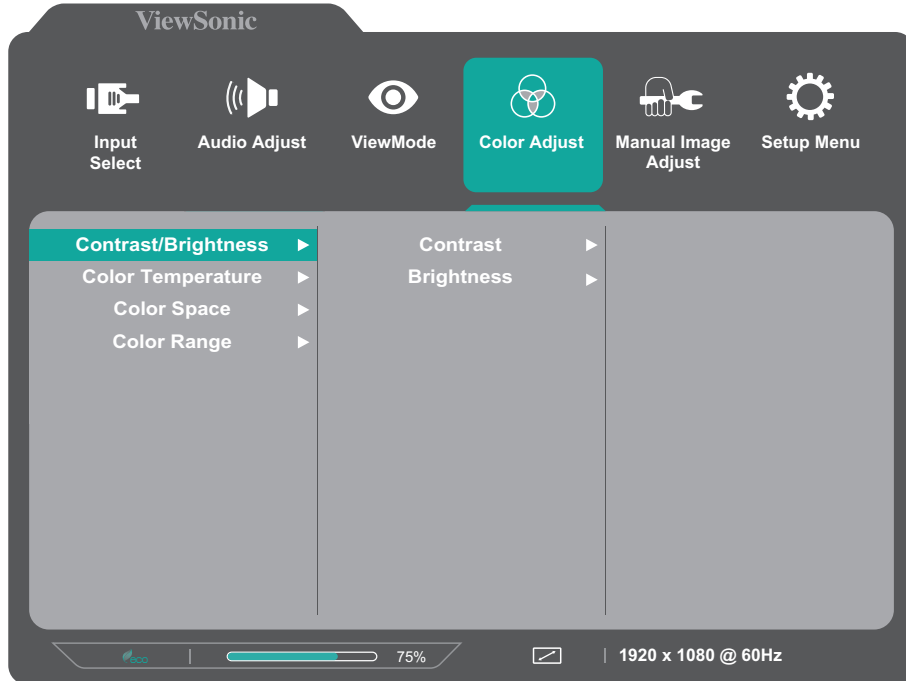 ViewSonic
Input
Select
Audio Adjust
ViewMode
Color Adjust
Manual Image
Adjust
Setup Menu
Contrast/Brightness
Contrast
Color Temperature
Brightness
Color Space
Color Range
eco
75%
1920 x 1080 @ 60Hz